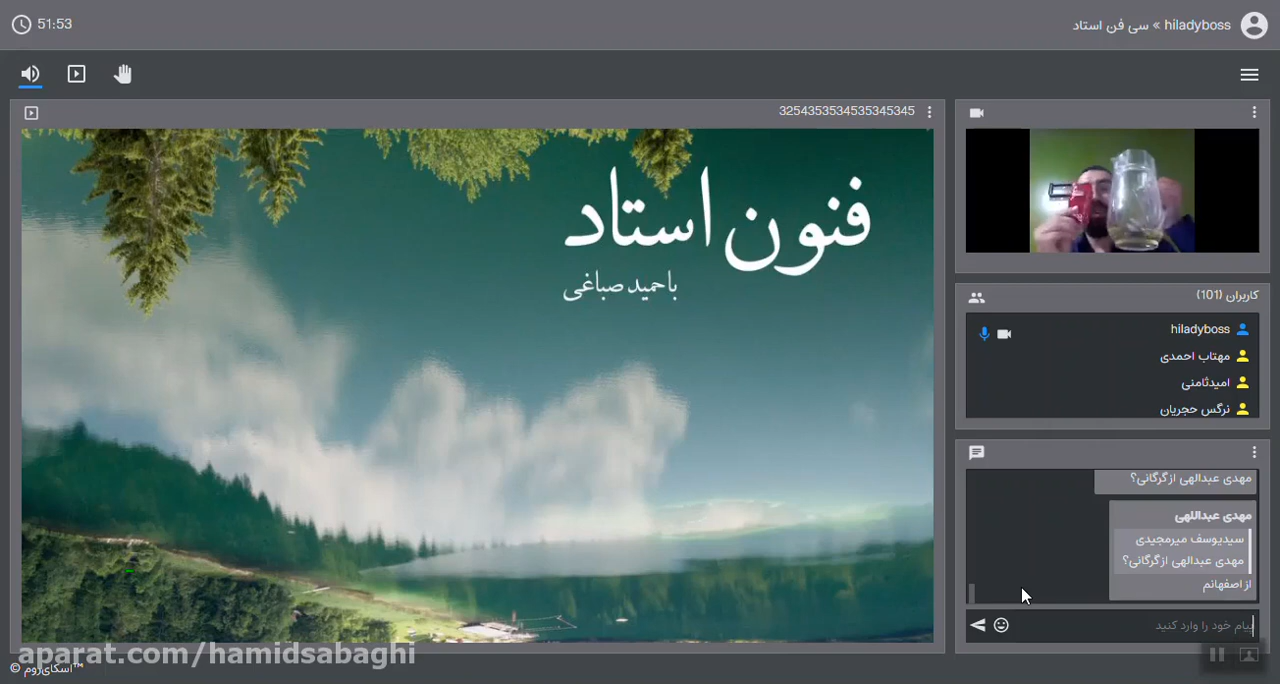 51:53
hiladyboss » سی فن استاد
3254353534535345345
فنون استاد
با حمید صباغی
کاربران (101)
hiladyboss
مهتاب احمدی
امیدثامنی
نرگس حجریان
مهدی عبدالهی ازگرگانی؟
مهدی عبداللهی
سیدیوسف میرمجیدی
مهدی عبدالهی ازگرگانی؟
از اصفهانم
پیام خود را وارد کنید
aparat.com/hamidsabaghi
© اسکای‌روم™